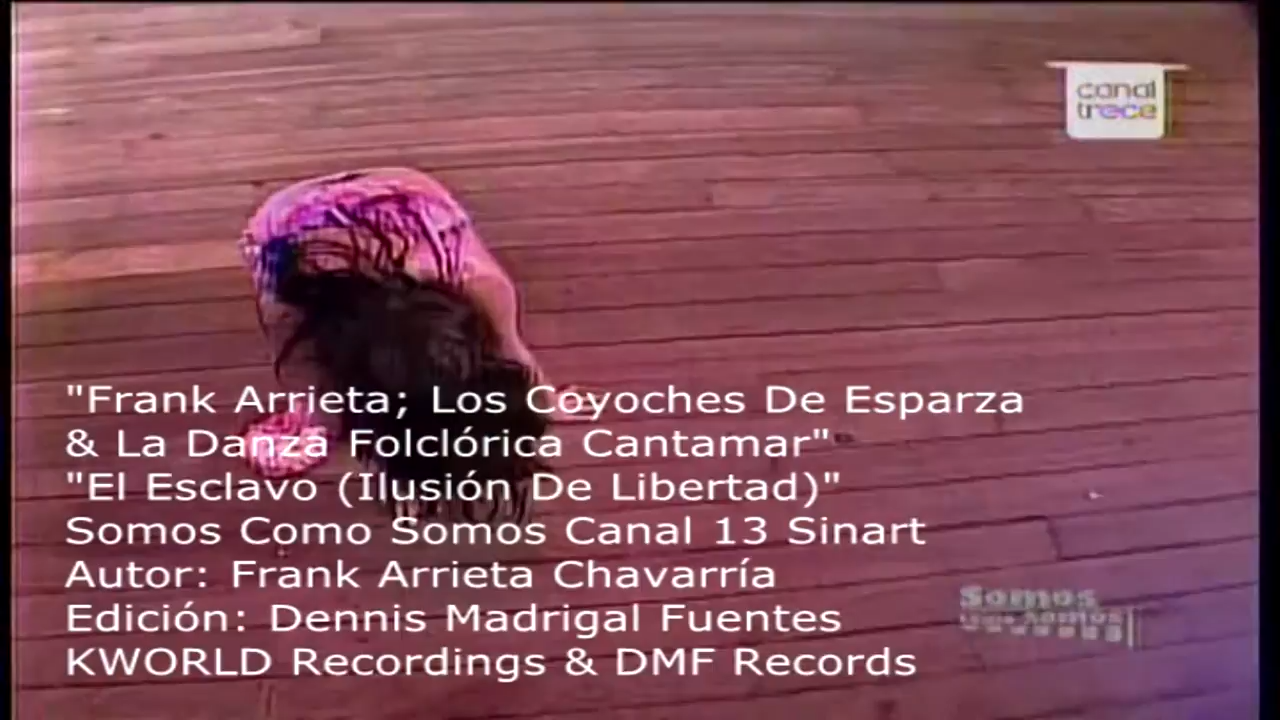 canal
trece
"Frank Arrieta; Los Coyoches De Esparza
& La Danza Folclórica Cantamar"
"El Esclavo (Ilusión De Libertad)"
Somos Como Somos Canal 13 Sinart
Autor: Frank Arrieta Chavarría
Edición: Dennis Madrigal Fuentes
KWORLD Recordings & DMF Records
Somos